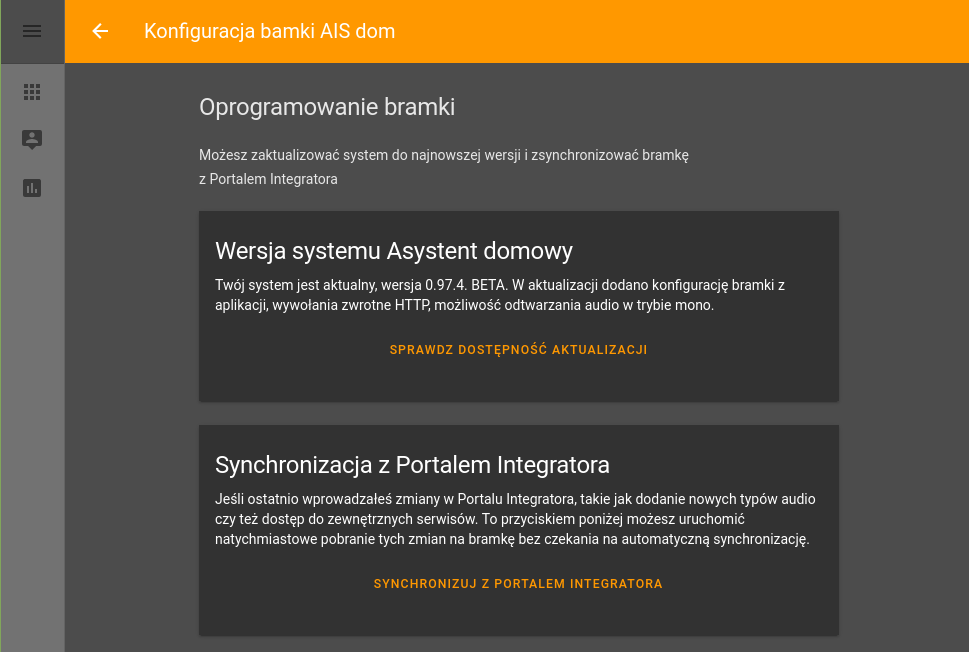 Konfiguracja bamki AIS dom
Oprogramowanie bramki
Możesz zaktualizować system do najnowszej wersji i zsynchronizować bramkę
z Portalem Integratora
Wersja systemu Asystent domowy
Twój system jest aktualny, wersja 0.97.4. BETA. W aktualizacji dodano konfigurację bramki z
aplikacji, wywołania zwrotne HTTP, możliwość odtwarzania audio w trybie mono.
SPRAWDZ DOSTĘPNOŚĆ AKTUALIZACJI
Synchronizacja z Portalem Integratora
Jeśli ostatnio wprowadzałeś zmiany w Portalu Integratora, takie jak dodanie nowych typów audio
czy też dostęp do zewnętrznych serwisów. To przyciskiem poniżej możesz uruchomić
natychmiastowe pobranie tych zmian na bramkę bez czekania na automatyczną synchronizację.
SYNCHRONIZUJ Z PORTALEM INTEGRATORA